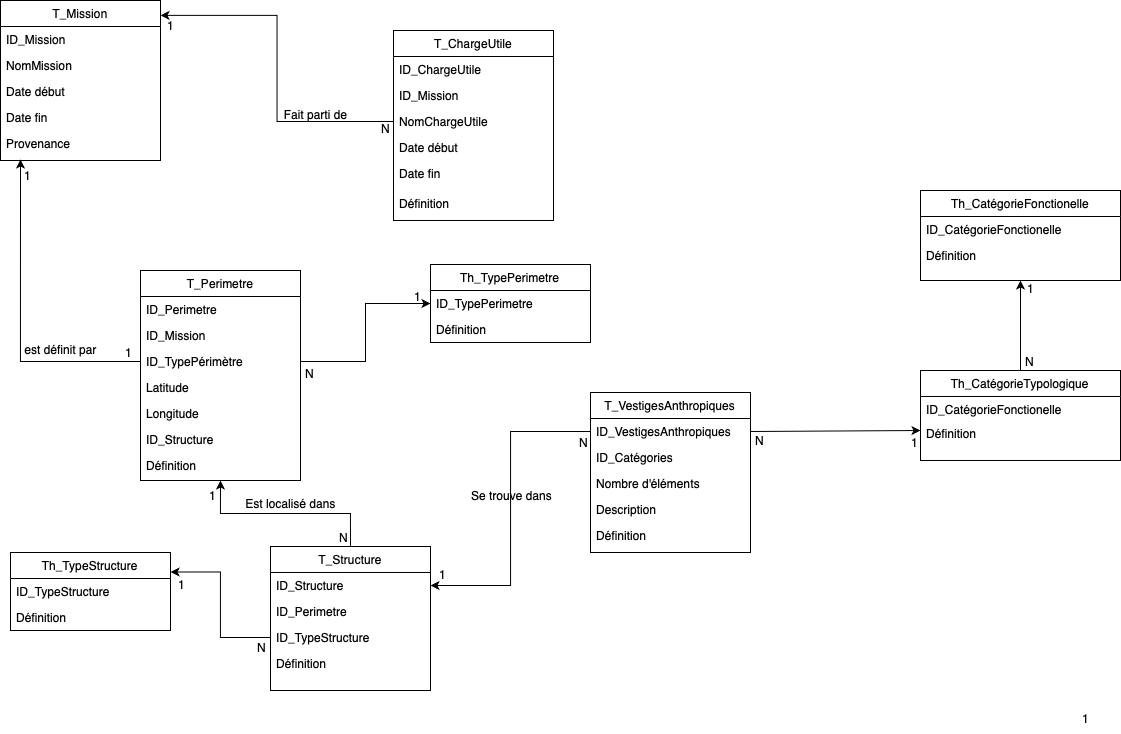 T_Mission
ID_Mission
NomMission
Date début
Date fin
Provenance
1
1
T_ChargeUtile
ID_ChargeUtile
ID_Mission
NomChargeUtile
Date début
Date fin
Définition
Fait parti de
N
Th_CatégorieFonctionelle
ID_CatégorieFonctionelle
Définition
1
T_Perimetre
ID_Perimetre
ID_Mission
ID_TypePérimètre
Latitude
Longitude
ID_Structure
Définition
est définit par
1
N
Th_TypePerimetre
ID_TypePerimetre
Définition
1
N
Th_CatégorieTypologique
ID_CatégorieFonctionelle
Définition
1
T_VestigesAnthropiques
ID_VestigesAnthropiques
ID_Catégories
Nombre d'éléments
Description
Définition
N
N
Se trouve dans
1
Est localisé dans
N
Th_TypeStructure
ID_TypeStructure
Définition
1
T_Structure
ID_Structure
ID_Perimetre
ID_TypeStructure
Définition
1
N
1